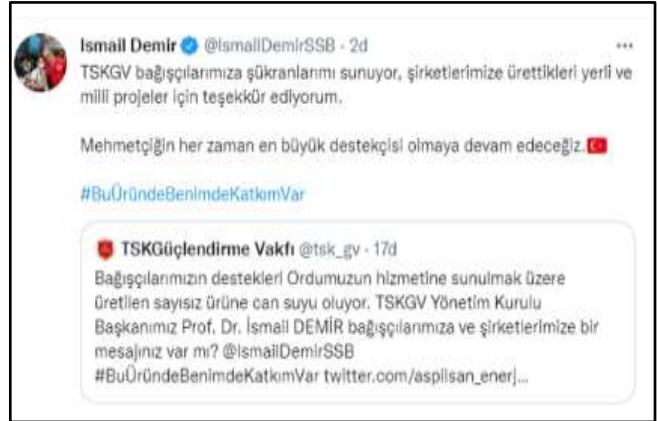 Ismail Demir @IsmailDemirSSB · 2d
TSKGV bağışçılarımıza şükranlarımı sunuyor, şirketlerimize ürettikleri yerli ve
milli projeler için teşekkür ediyorum.
Mehmetçiğin her zaman en büyük destekçisi olmaya devam edeceğiz.🇹🇷
#BuÜründeBenimdeKatkımVar
TSKGüçlendirme Vakfı @tsk_gv · 17d
Bağışçılarımızın destekleri Ordumuzun hizmetine sunulmak üzere
üretilen sayısız ürüne can suyu oluyor. TSKGV Yönetim Kurulu
Başkanımız Prof. Dr. İsmail DEMİR bağışçılarımıza ve şirketlerimize bir
mesajınız var mı? @IsmailDemirSSB
#BuÜründeBenimdeKatkımVar twitter.com/aspilsan_enerj...